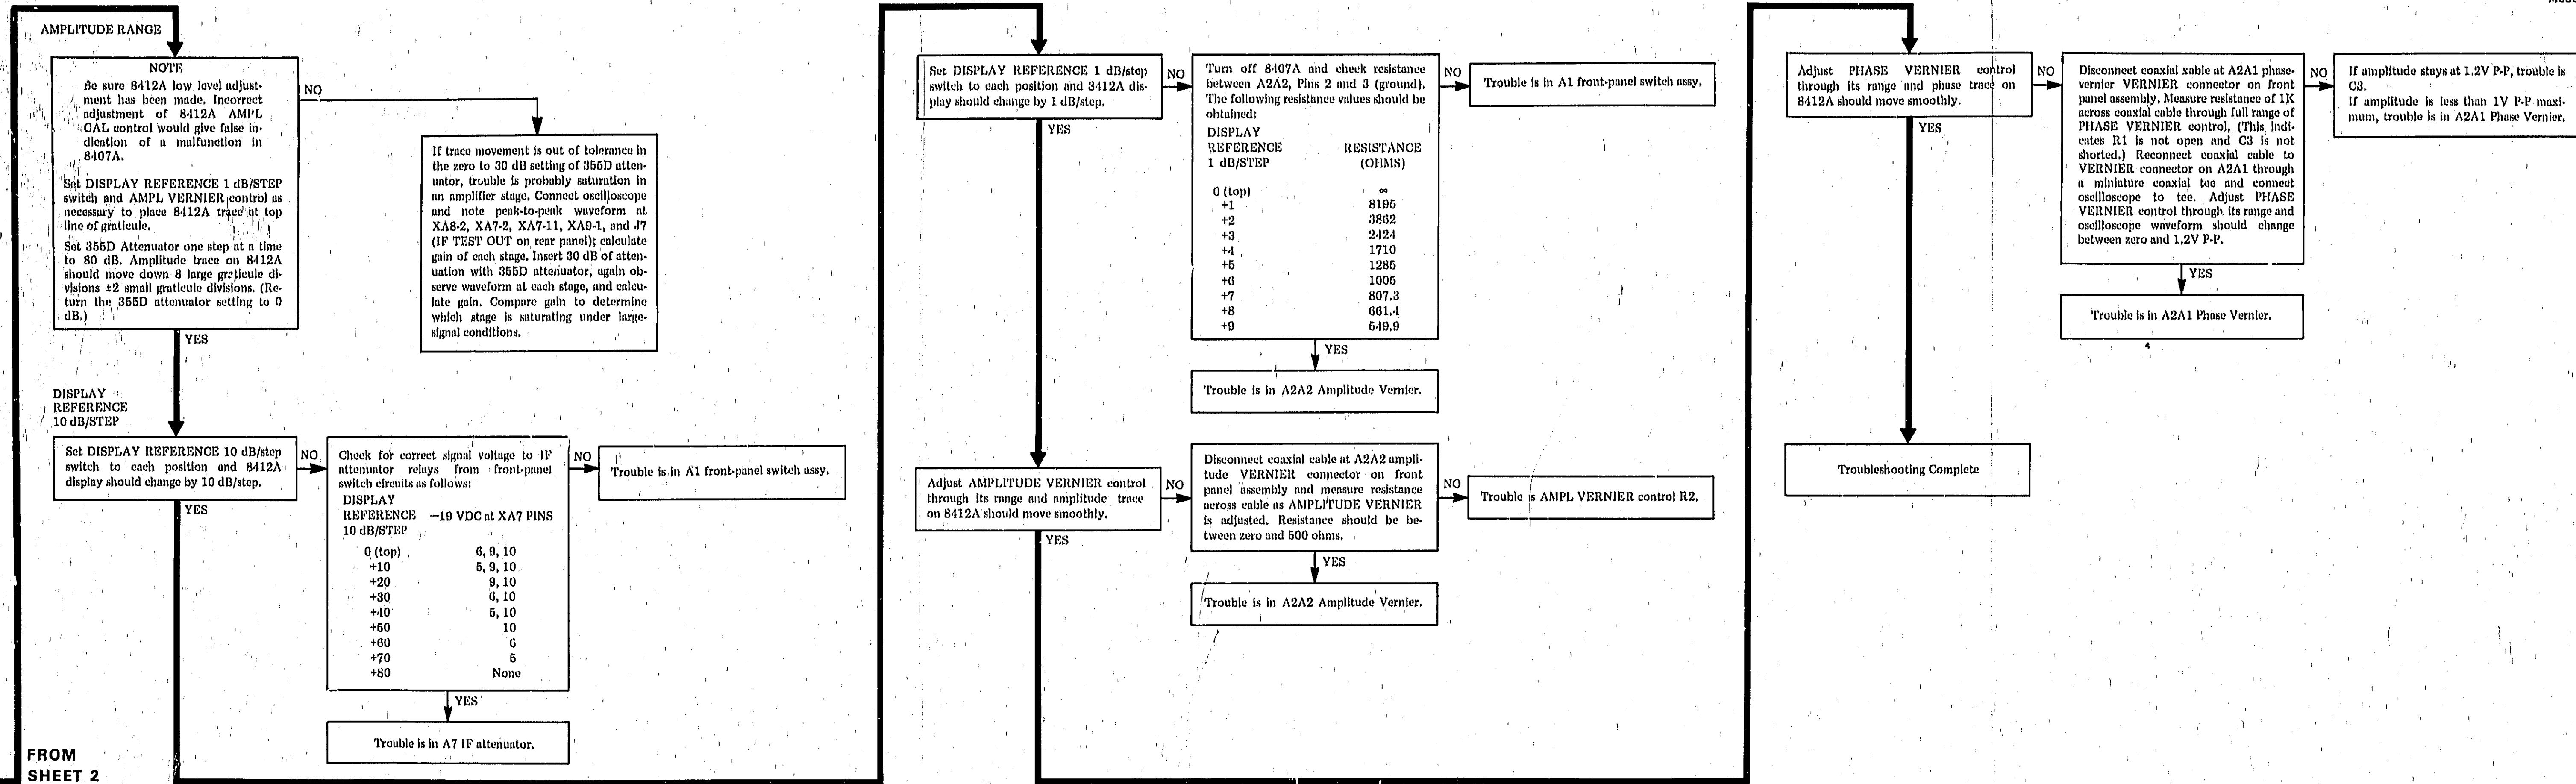 AMPLITUDE RANGE
NOTE
Be sure 8412A low level adjust-
ment has been made. Incorrect
adjustment of 8412A AMPL
CAL control would give false in-
dication of a malfunction in
8407A.
Set DISPLAY REFERENCE 1 dB/STEP
switch and AMPL VERNIER control as
necessary to place 8412A trace at top
line of graticule.
Set 355D Attenuator one step at a time
to 80 dB. Amplitude trace on 8412A
should move down 8 large graticule di-
visions ±2 small graticule divisions. (Re-
turn the 355D attenuator setting to 0
dB.)
NO
If trace movement is out of tolerance in
the zero to 30 dB setting of 355D atten-
uator, trouble is probably saturation in
an amplifier stage. Connect oscilloscope
and note peak-to-peak waveform at
XA8-2, XA7-2, XA7-11, XA9-1, and J7
(IF TEST OUT on rear panel); calculate
gain of each stage. Insert 30 dB of atten-
uation with 355D attenuator, again ob-
serve waveform at each stage, and calcu-
late gain. Compare gain to determine
which stage is saturating under large-
signal conditions.
YES
DISPLAY
REFERENCE
10 dB/STEP
Set DISPLAY REFERENCE 10 dB/step
switch to each position and 8412A
display should change by 10 dB/step.
NO
Check for correct signal voltage to IF
attenuator relays from front-panel
switch circuits as follows:
DISPLAY
REFERENCE −19 VDC at XA7 PINS
10 dB/STEP
0 (top) 6, 9, 10
+10 5, 9, 10
+20 9, 10
+30 6, 10
+40 5, 10
+50 10
+60 6
+70 5
+80 None
NO
Trouble is in A1 front-panel switch assy.
YES
YES
Trouble is in A7 IF attenuator.
FROM
SHEET 2
Set DISPLAY REFERENCE 1 dB/step
switch to each position and 8412A dis-
play should change by 1 dB/step.
NO
Turn off 8407A and check resistance
between A2A2, Pins 2 and 3 (ground).
The following resistance values should be
obtained:
DISPLAY
REFERENCE RESISTANCE
1 dB/STEP (OHMS)
0 (top) ∞
+1 8195
+2 3862
+3 2424
+4 1710
+5 1285
+6 1005
+7 807.3
+8 661.4
+9 549.9
NO
Trouble is in A1 front-panel switch assy.
YES
YES
Trouble is in A2A2 Amplitude Vernier.
Adjust AMPLITUDE VERNIER control
through its range and amplitude trace
on 8412A should move smoothly.
NO
Disconnect coaxial cable at A2A2 ampli-
tude VERNIER connector on front
panel assembly and measure resistance
across cable as AMPLITUDE VERNIER
is adjusted. Resistance should be be-
tween zero and 500 ohms.
NO
Trouble is AMPL VERNIER control R2.
YES
YES
Trouble is in A2A2 Amplitude Vernier.
Adjust PHASE VERNIER control
through its range and phase trace on
8412A should move smoothly.
NO
Disconnect coaxial xable at A2A1 phase-
vernier VERNIER connector on front
panel assembly. Measure resistance of 1K
across coaxial cable through full range of
PHASE VERNIER control. (This indi-
cates R1 is not open and C3 is not
shorted.) Reconnect coaxial cable to
VERNIER connector on A2A1 through
a miniature coaxial tee and connect
oscilloscope to tee. Adjust PHASE
VERNIER control through its range and
oscilloscope waveform should change
between zero and 1.2V P-P.
NO
If amplitude stays at 1.2V P-P, trouble is
C3.
If amplitude is less than 1V P-P maxi-
mum, trouble is in A2A1 Phase Vernier.
YES
YES
Trouble is in A2A1 Phase Vernier.
Troubleshooting Complete